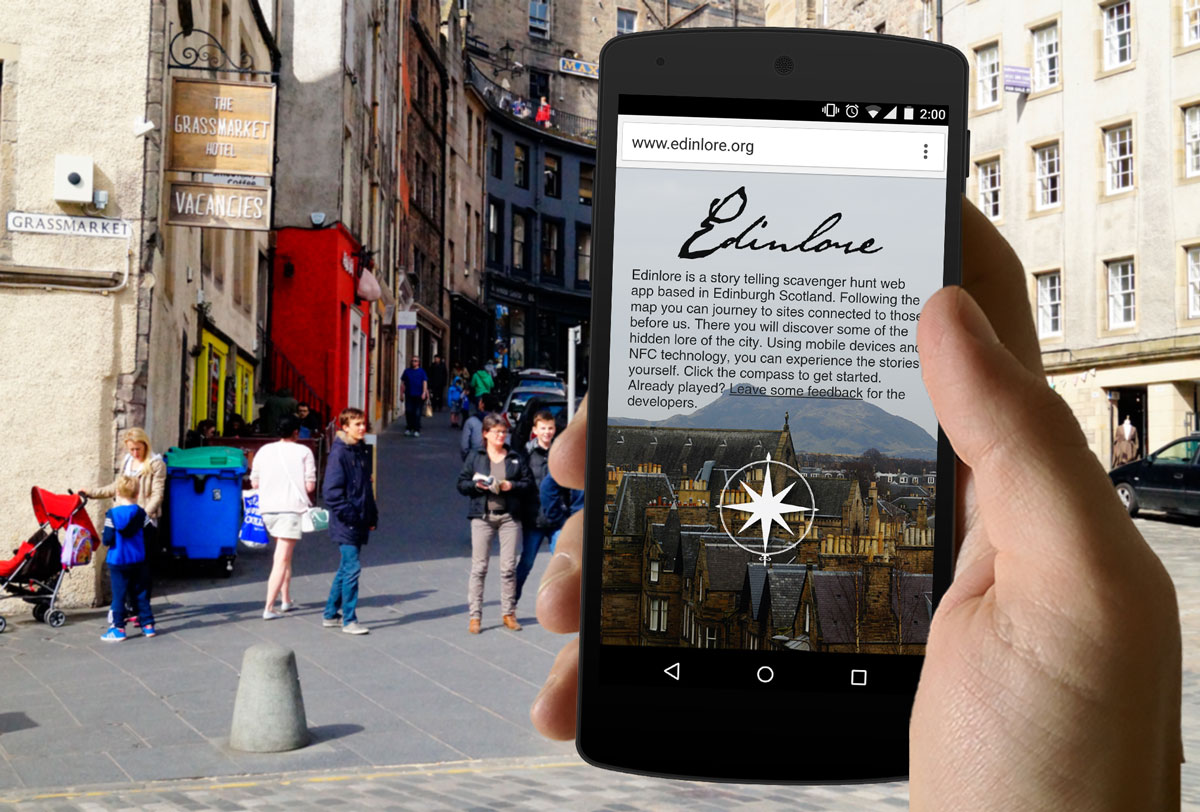 THE
GRASSMARKET
HOTEL
Coffee
VACANCIES
GRASSMARKET
2:00
www.edinlore.org
Edinlore
Edinlore is a story telling scavenger hunt web
app based in Edinburgh Scotland. Following the
map you can journey to sites connected to those
before us. There you will discover some of the
hidden lore of the city. Using mobile devices and
NFC technology, you can experience the stories
yourself. Click the compass to get started.
Already played? Leave some feedback for the
developers.